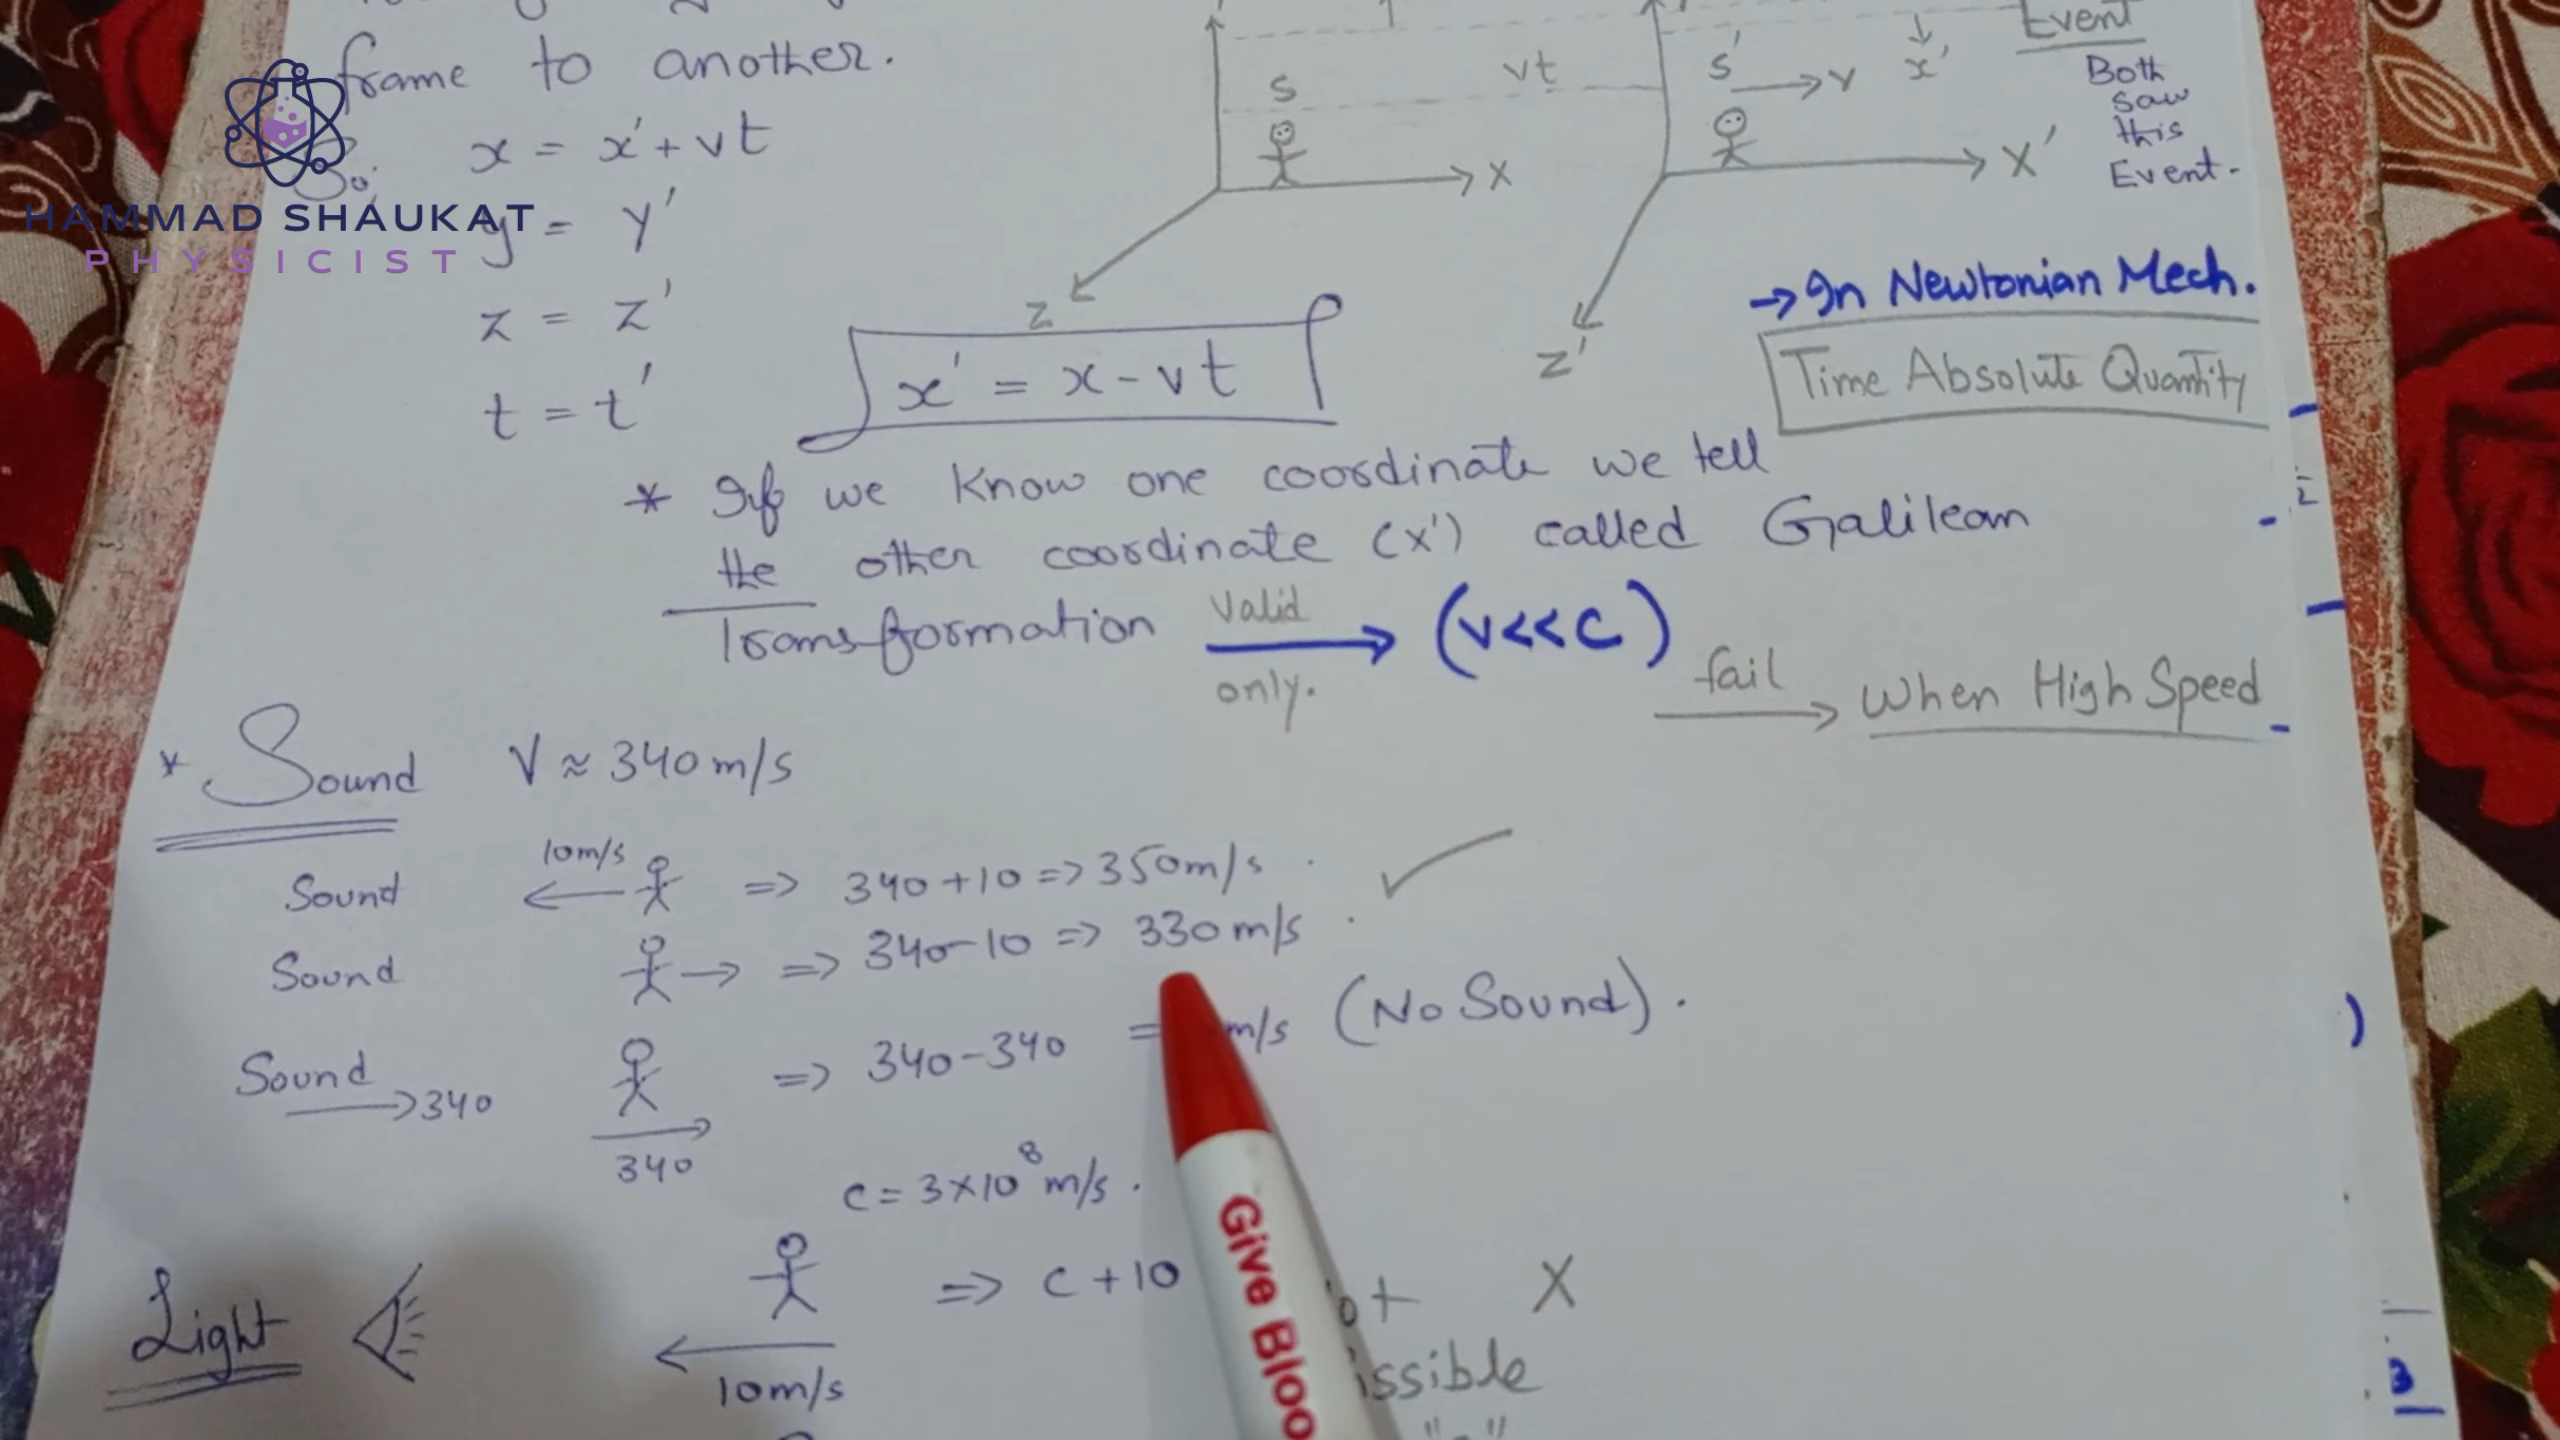 frame to another.
So; x = x' + vt
y = y'
z = z'
t = t'
HAMMAD SHAUKAT
PHYSICIST
S
vt
X
Z
S'
v
x'
X'
Z'
Event
Both
saw
this
Event.
x' = x - vt
→ In Newtonian Mech.
Time Absolute Quantity
* If we know one coordinate we tell
the other coordinate (x') called Galilean
Transformation valid only. → (v<<c)
fail → When High Speed
* Sound V ≈ 340 m/s
Sound ← 10m/s => 340+10 => 350m/s. ✓
Sound → => 340-10 => 330 m/s.
Sound → 340 340 → => 340-340 = m/s (No Sound).
c = 3×10⁸ m/s.
Light ← 10m/s => c + 10 X
Give Bloo
3